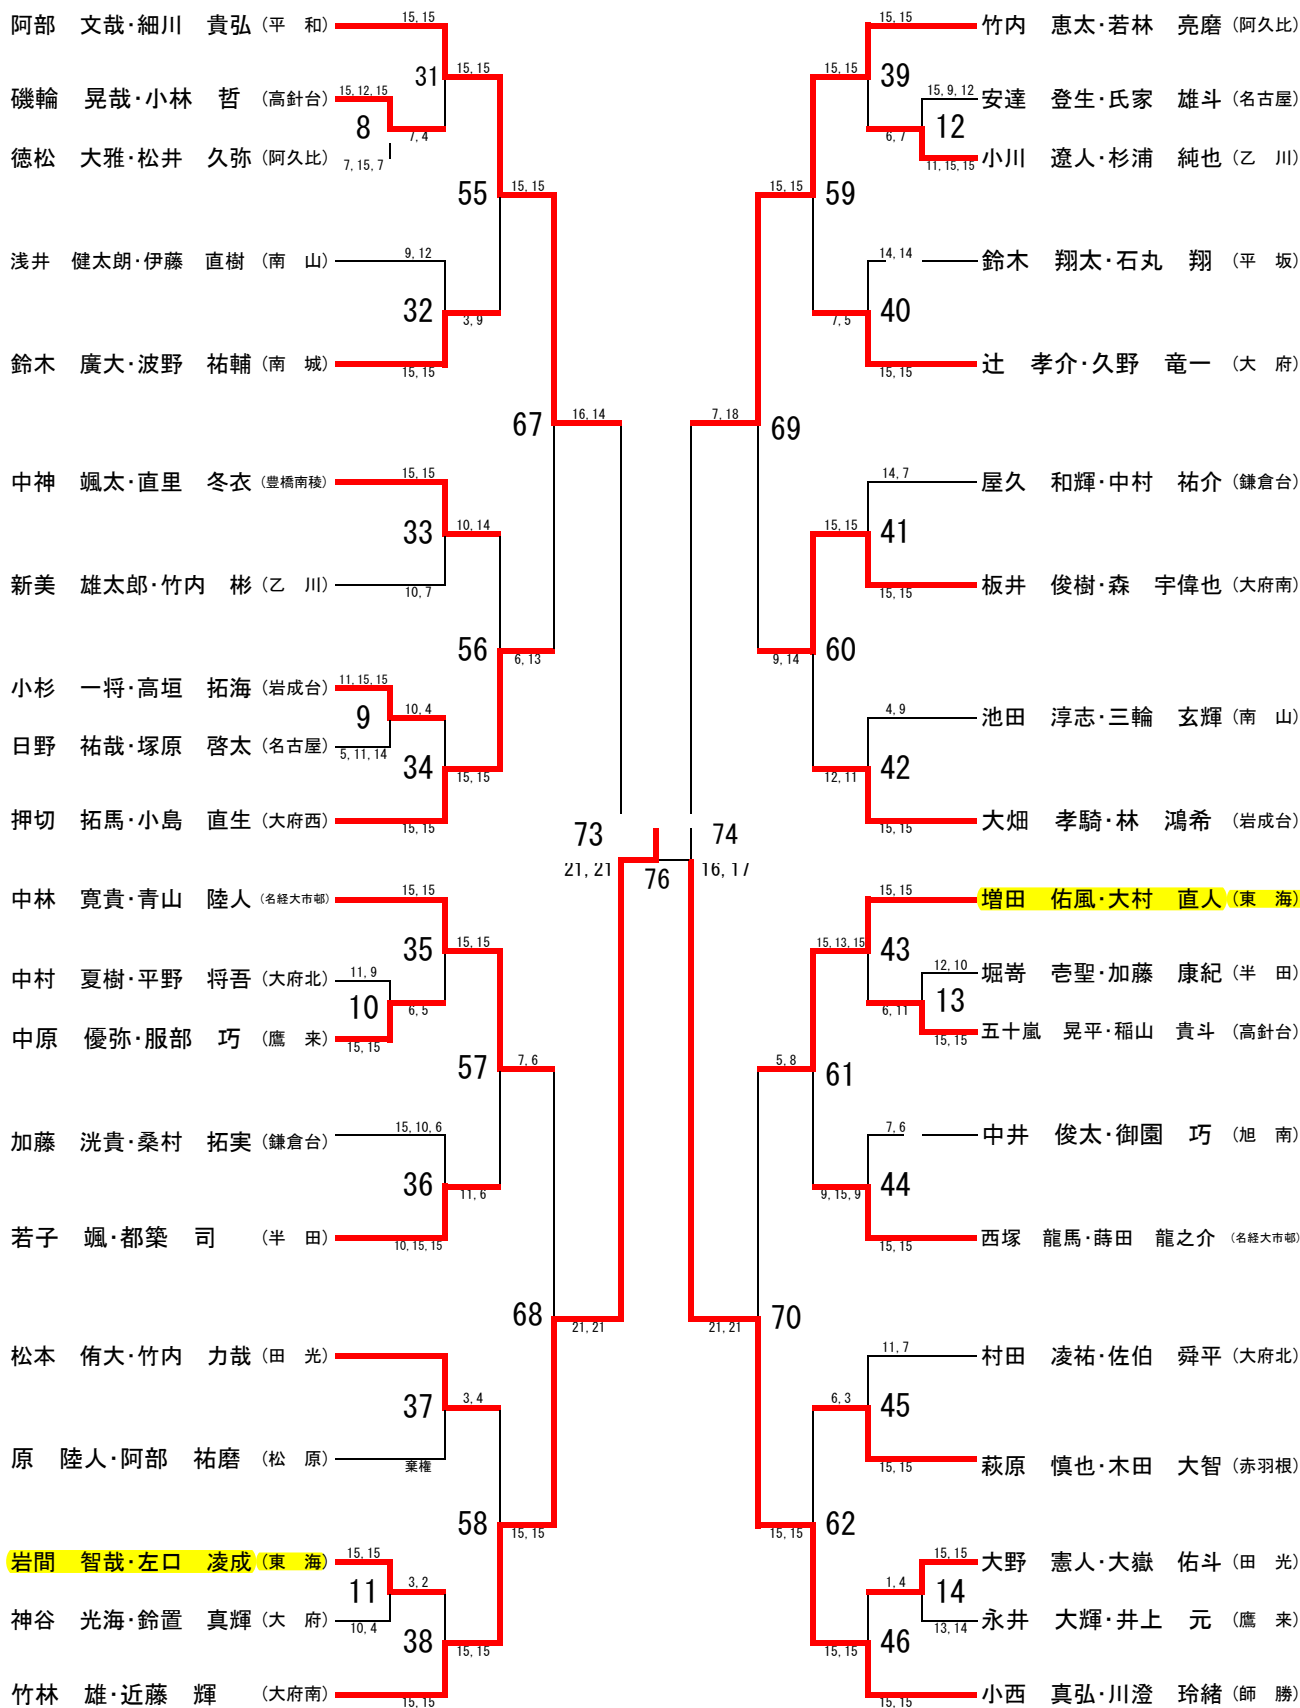 15, 15
阿部　文哉・細川　貴弘 (平　和)
31
15, 15
15, 12, 15
磯輪　晃哉・小林　哲 (高針台)
8
7, 4
徳松　大雅・松井　久弥 (阿久比)
7, 15, 7
55
15, 15
9, 12
浅井　健太朗・伊藤　直樹 (南　山)
32
3, 9
鈴木　廣大・波野　祐輔 (南　城)
15, 15
67
16, 14
15, 15
中神　颯太・直里　冬衣 (豊橋南稜)
33
10, 14
新美　雄太郎・竹内　彬 (乙　川)
10, 7
56
6, 13
11, 15, 15
小杉　一将・高垣　拓海 (岩成台)
9
10, 4
日野　祐哉・塚原　啓太 (名古屋)
5, 11, 14
34
15, 15
押切　拓馬・小島　直生 (大府西)
15, 15
73
21, 21
76
74
16, 17
15, 15
中林　寛貴・青山　陸人 (名経大市邨)
35
15, 15
11, 9
中村　夏樹・平野　将吾 (大府北)
10
6, 5
中原　優弥・服部　巧 (鷹　来)
15, 15
57
7, 6
15, 10, 6
加藤　洸貴・桑村　拓実 (鎌倉台)
36
11, 6
若子　颯・都築　司 (半　田)
10, 15, 15
68
21, 21
松本　侑大・竹内　力哉 (田　光)
37
3, 4
原　陸人・阿部　祐磨 (松　原)
棄権
58
15, 15
15, 15
岩間　智哉・左口　凌成 (東　海)
11
3, 2
神谷　光海・鈴置　真輝 (大　府)
10, 4
38
15, 15
竹林　雄・近藤　輝 (大府南)
15, 15
15, 15
竹内　恵太・若林　亮磨 (阿久比)
15, 15
39
15, 9, 12
安達　登生・氏家　雄斗 (名古屋)
12
6, 7
小川　遼人・杉浦　純也 (乙　川)
11, 15, 15
15, 15
59
14, 14
鈴木　翔太・石丸　翔 (平　坂)
7, 5
40
辻　孝介・久野　竜一 (大　府)
15, 15
7, 18
69
14, 7
屋久　和輝・中村　祐介 (鎌倉台)
15, 15
41
板井　俊樹・森　宇偉也 (大府南)
15, 15
9, 14
60
4, 9
池田　淳志・三輪　玄輝 (南　山)
12, 11
42
大畑　孝騎・林　鴻希 (岩成台)
15, 15
15, 15
増田　佑風・大村　直人 (東　海)
15, 13, 15
43
12, 10
堀嵜　壱聖・加藤　康紀 (半　田)
13
6, 11
五十嵐　晃平・稲山　貴斗 (高針台)
15, 15
5, 8
61
7, 6
中井　俊太・御園　巧 (旭　南)
9, 15, 9
44
西塚　龍馬・蒔田　龍之介 (名経大市邨)
15, 15
21, 21
70
11, 7
村田　凌祐・佐伯　舜平 (大府北)
6, 3
45
萩原　慎也・木田　大智 (赤羽根)
15, 15
15, 15
62
15, 15
大野　憲人・大嶽　佑斗 (田　光)
1, 4
14
永井　大輝・井上　元 (鷹　来)
13, 14
15, 15
46
小西　真弘・川澄　玲緒 (師　勝)
15, 15